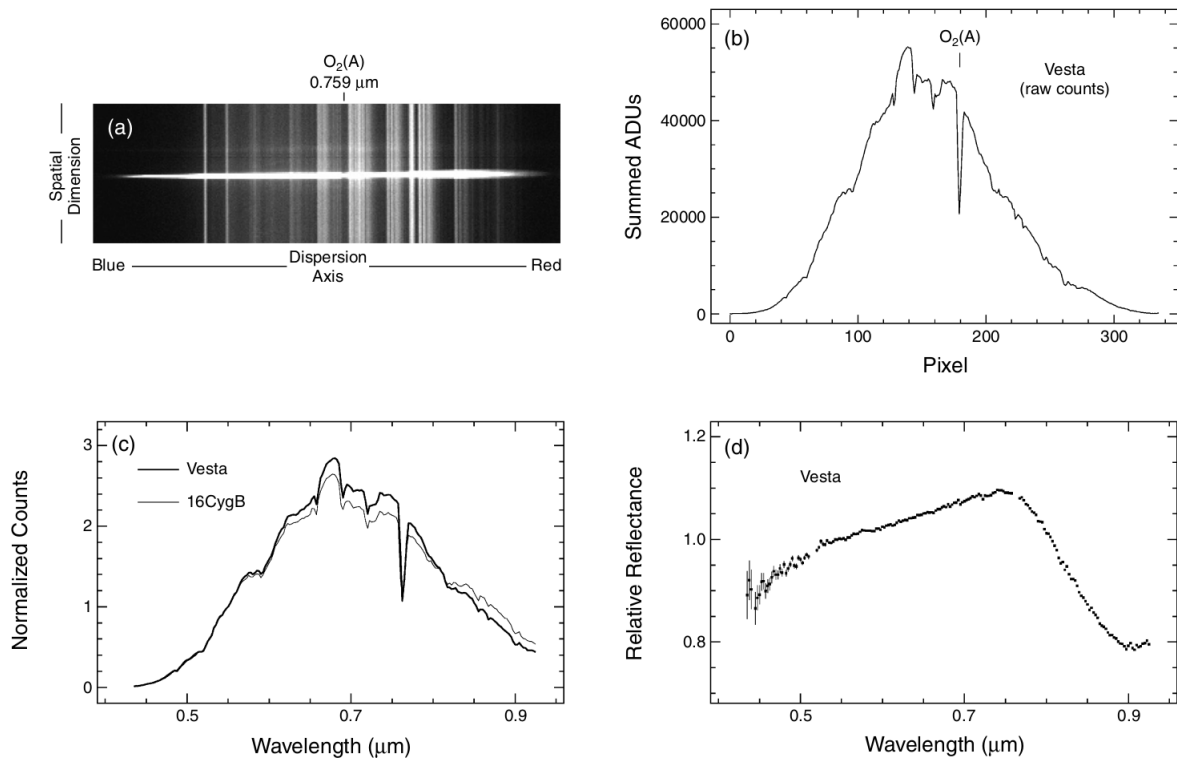 O₂(A)
0.759 μm
(a)
Spatial
Dimension
Blue
Dispersion
Axis
Red
(b)
O₂(A)
Vesta
(raw counts)
60000
40000
20000
0
Summed ADUs
0
100
200
300
Pixel
(c)
Vesta
16CygB
3
2
1
0
Normalized Counts
0.5
0.7
0.9
Wavelength (μm)
(d)
Vesta
1.2
1.0
0.8
Relative Reflectance
0.5
0.7
0.9
Wavelength (μm)